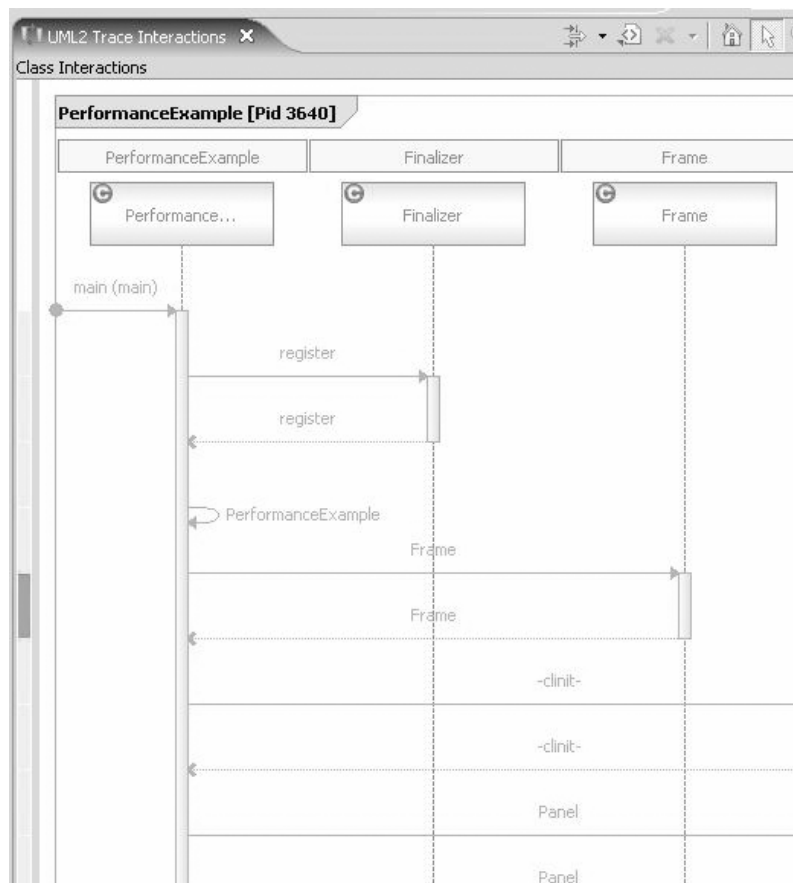 UML2 Trace Interactions
Class Interactions
PerformanceExample [Pid 3640]
PerformanceExample Finalizer Frame
Performance... Finalizer Frame
main (main)
register
register
PerformanceExample
Frame
Frame
-clinit-
-clinit-
Panel
Panel